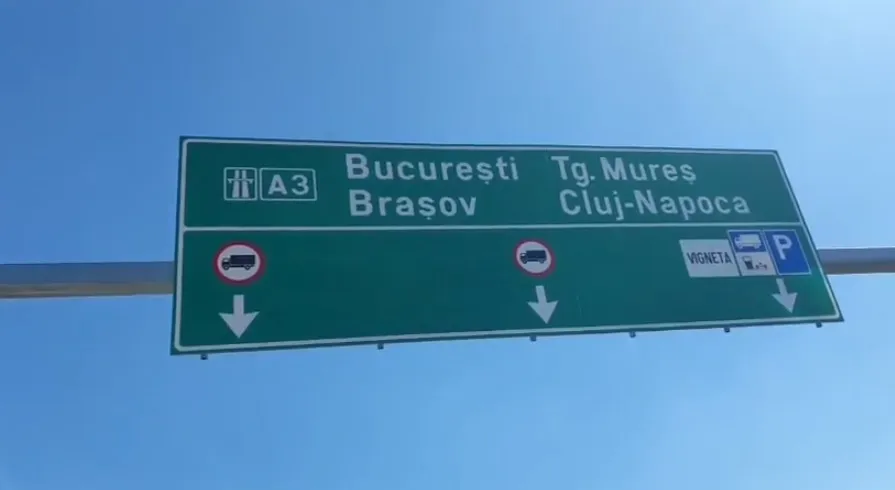 A3
București Tg. Mureș
Brașov Cluj-Napoca
VIGNETA P